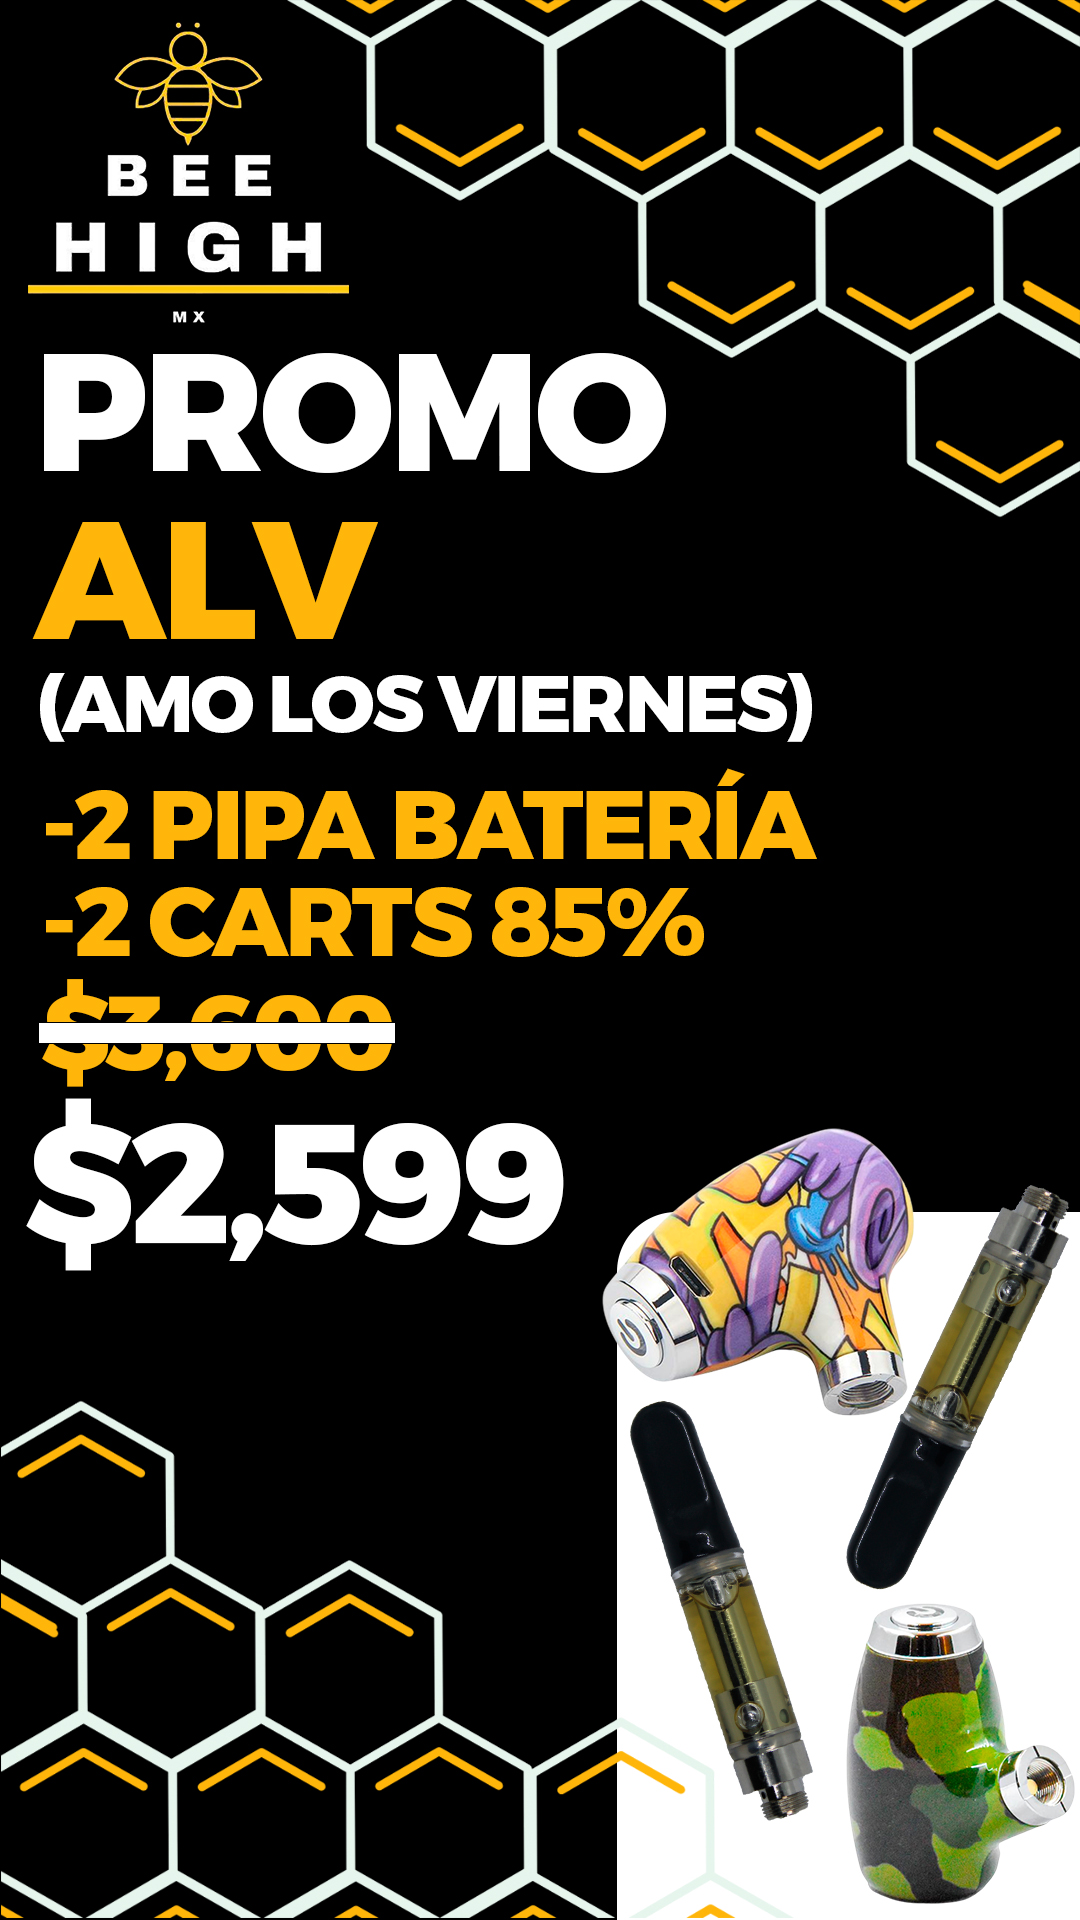 BEE
HIGH
MX
PROMO
ALV
(AMO LOS VIERNES)
-2 PIPA BATERÍA
-2 CARTS 85%
$3,600
$2,599